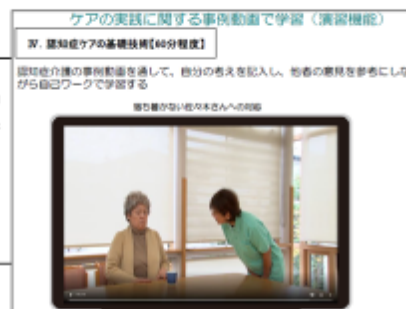 ケアの実践に関する事例動画で学習（演習機能）
Ⅳ. 認知症ケアの基礎技術【60分程度】
認知症介護の事例動画を通して、自分の考えを記入し、他者の意見を参考にしな
がら自己ワークで学習する
落ち着かない佐々木さんへの対応